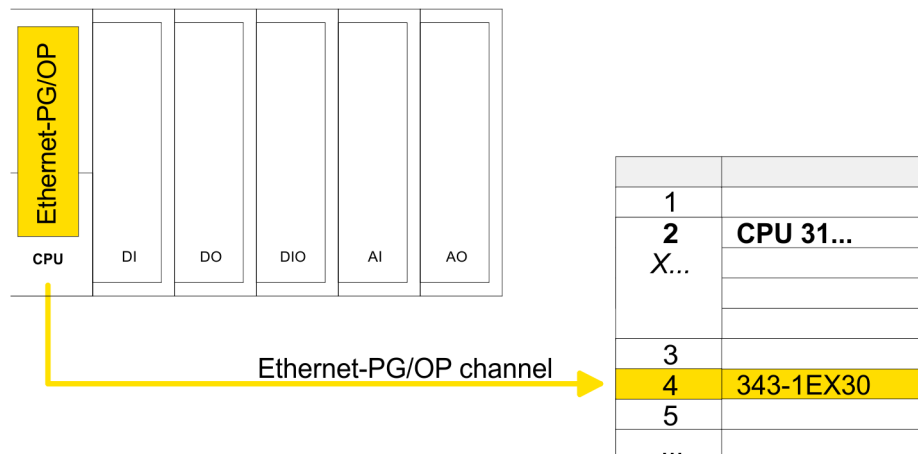 Ethernet-PG/OP
CPU
DI
DO
DIO
AI
AO
Ethernet-PG/OP channel
1
2 CPU 31...
X...
3
4 343-1EX30
5
...